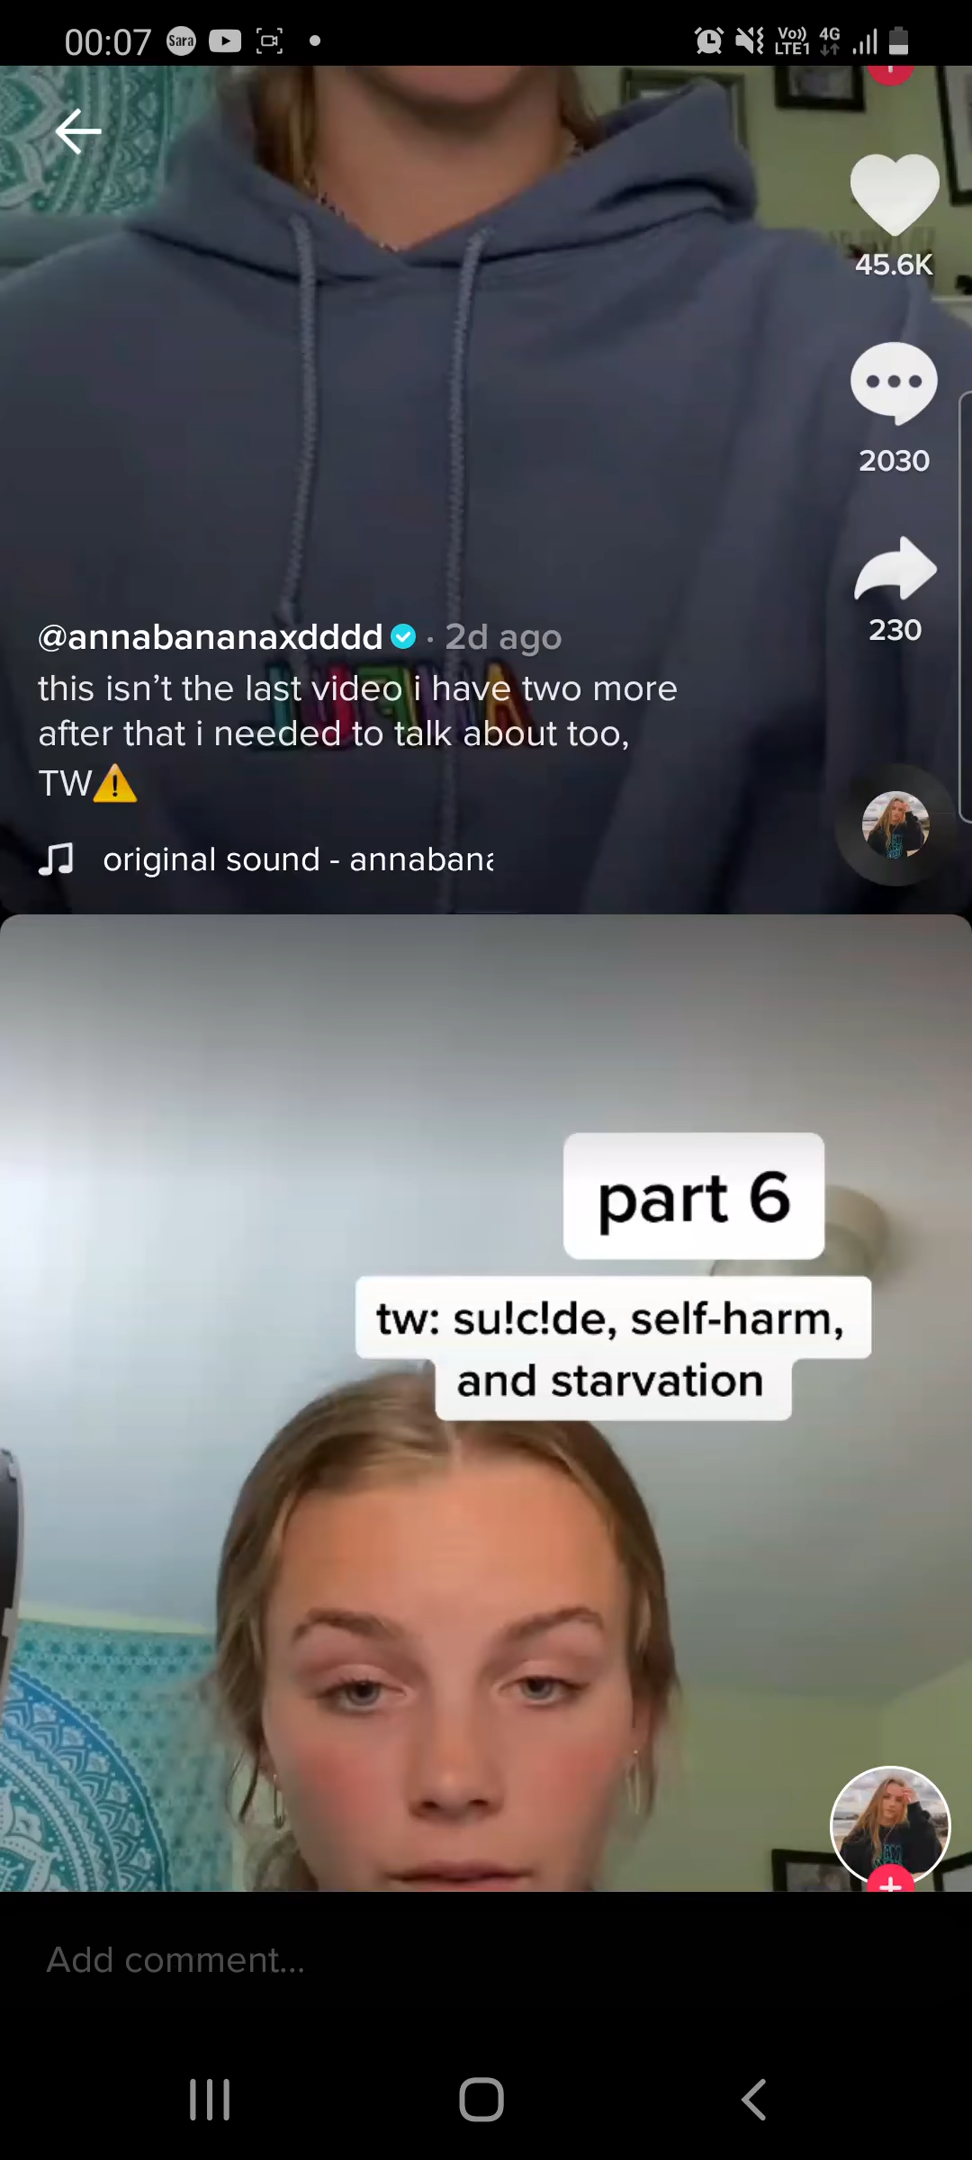 00:07
Sara
Vo))
LTE1
4G
45.6K
2030
230
@annabananaxdddd · 2d ago
this isn’t the last video i have two more
after that i needed to talk about too,
TW⚠️
original sound - annabana
part 6
tw: su!c!de, self-harm,
and starvation
Add comment...